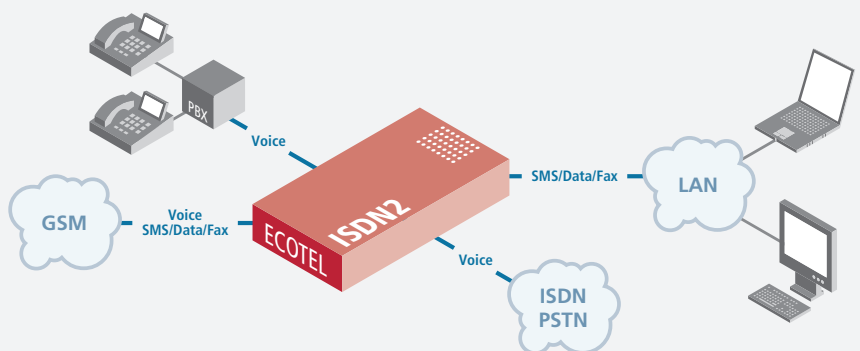 PBX
Voice
GSM
Voice
SMS/Data/Fax
ECOTEL
ISDN2
SMS/Data/Fax
LAN
Voice
ISDN
PSTN